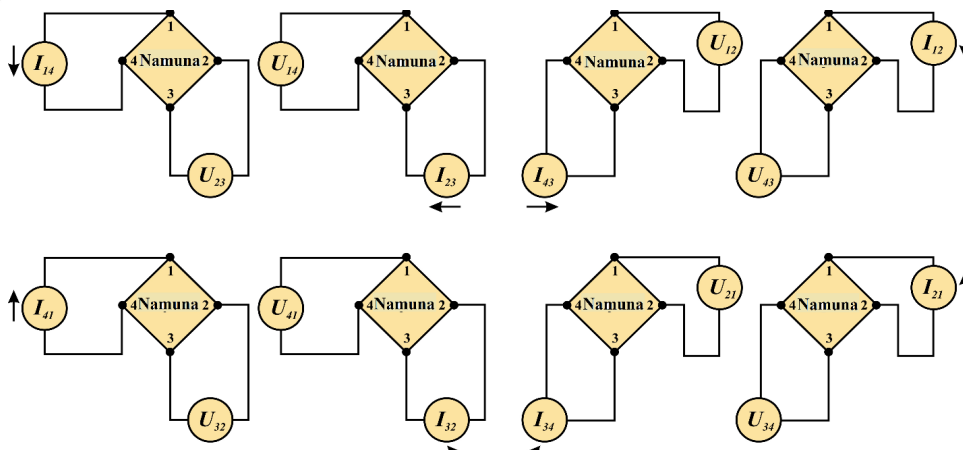 1
I14
4 Namuna 2
3
U23
1
U14
4 Namuna 2
3
I23
1
U12
4 Namuna 2
3
I43
1
I12
4 Namuna 2
3
U43
1
I41
4 Namuna 2
3
U32
1
U41
4 Namuna 2
3
I32
1
U21
4 Namuna 2
3
I34
1
I21
4 Namuna 2
3
U34